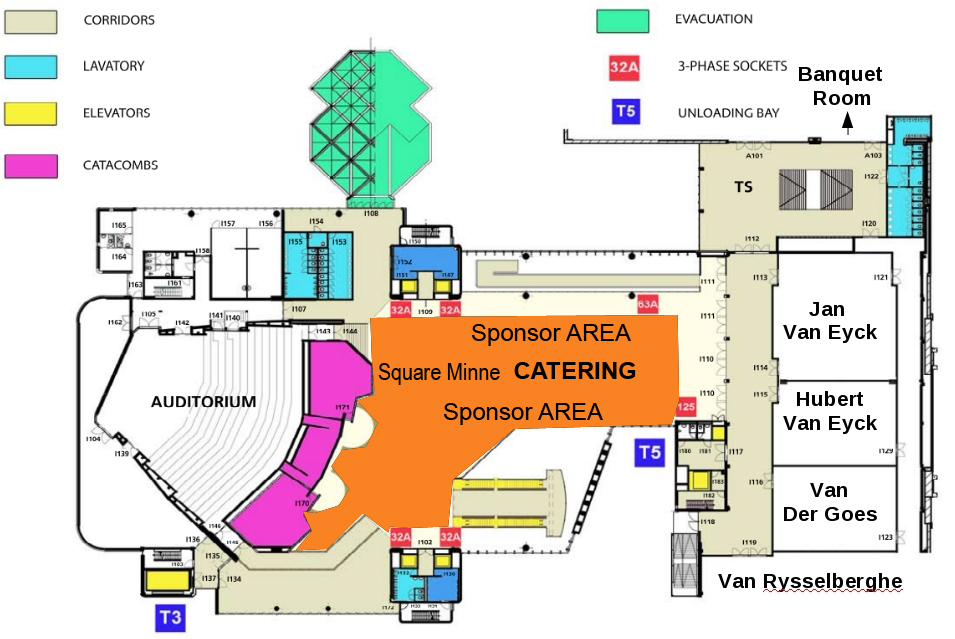 CORRIDORS
LAVATORY
ELEVATORS
CATACOMBS
EVACUATION
32A
3-PHASE SOCKETS
T5
UNLOADING BAY
Banquet
Room
A101
A103
I122
TS
I120
I112
I108
I165
I164
I163
I157
I156
I158
I161
I154
I155
I153
I150
I152
I151
I147
I107
I109
32A
32A
63A
I111
I111
I110
I110
I113
I121
I114
I115
Jan
Van Eyck
Hubert
Van Eyck
I129
Van
Der Goes
I123
I162
I105
I142
I141
I140
I143
I144
Sponsor AREA
Square Minne CATERING
Sponsor AREA
125
AUDITORIUM
I171
I170
I104
I139
T5
I180
I181
I117
I183
I182
I116
I118
I119
I146
I136
I135
I137
I134
I103
32A
32A
I102
I172
T3
Van Rysselberghe